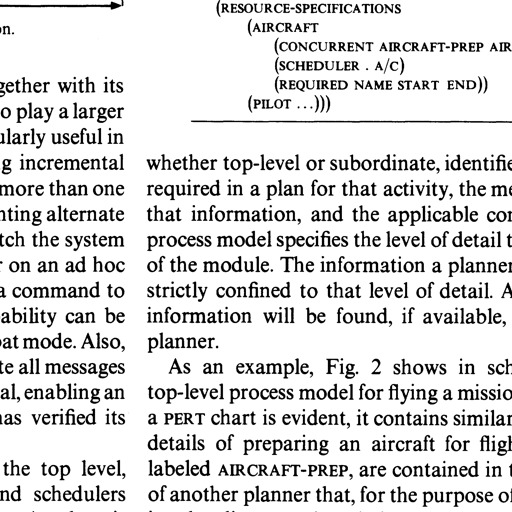 on.
gether with its
o play a larger
ularly useful in
g incremental
more than one
nting alternate
tch the system
on an ad hoc
a command to
ability can be
oat mode. Also,
te all messages
al, enabling an
has verified its
the top level,
nd schedulers
(RESOURCE-SPECIFICATIONS
(AIRCRAFT
(CONCURRENT AIRCRAFT-PREP AIR
(SCHEDULER . A/C)
(REQUIRED NAME START END))
(PILOT ...)))
whether top-level or subordinate, identifie
required in a plan for that activity, the me
that information, and the applicable con
process model specifies the level of detail t
of the module. The information a planner
strictly confined to that level of detail. A
information will be found, if available,
planner.
As an example, Fig. 2 shows in sch
top-level process model for flying a missio
a PERT chart is evident, it contains similar
details of preparing an aircraft for fligh
labeled AIRCRAFT-PREP, are contained in t
of another planner that, for the purpose of